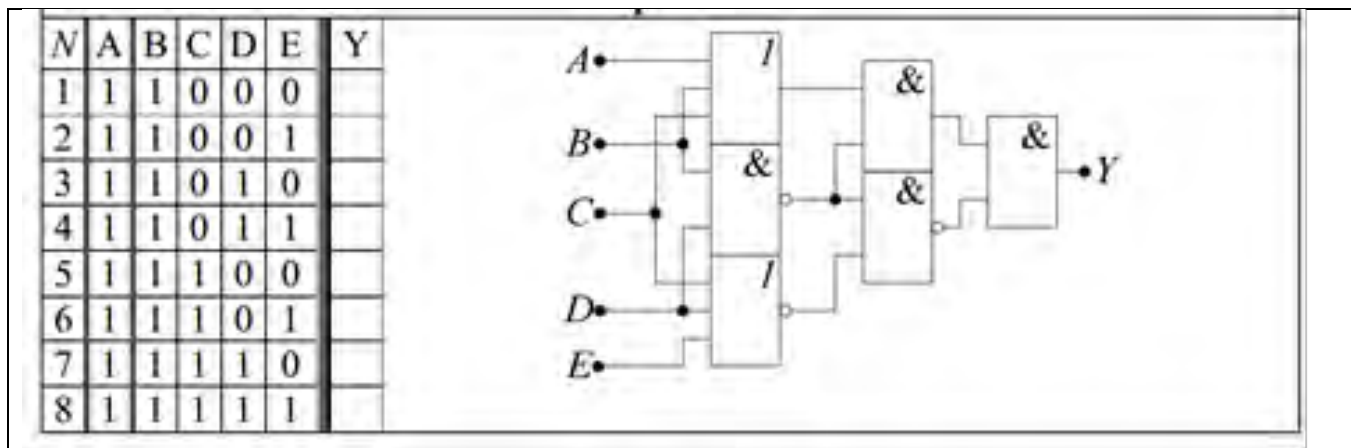 N A B C D E Y
1 1 1 0 0 0
2 1 1 0 0 1
3 1 1 0 1 0
4 1 1 0 1 1
5 1 1 1 0 0
6 1 1 1 0 1
7 1 1 1 1 0
8 1 1 1 1 1
A 1 &
B & &
C & Y
1
D
E